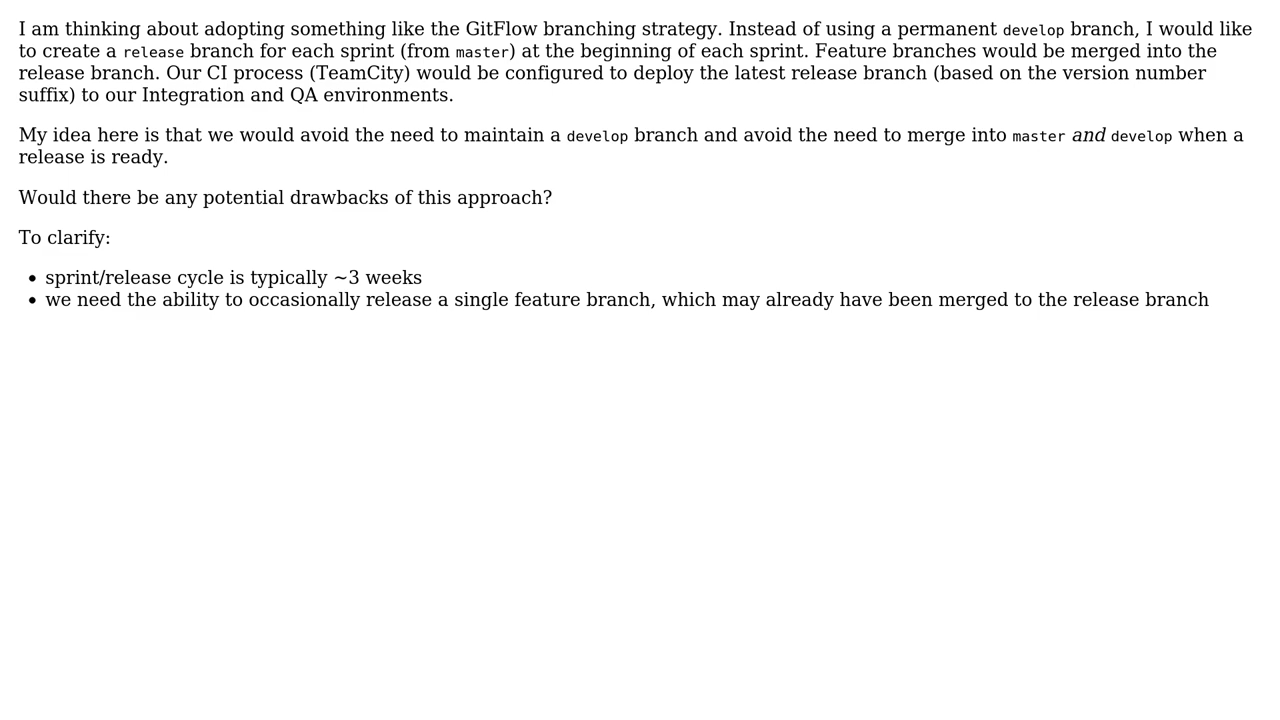 I am thinking about adopting something like the GitFlow branching strategy. Instead of using a permanent develop branch, I would like
to create a release branch for each sprint (from master) at the beginning of each sprint. Feature branches would be merged into the
release branch. Our CI process (TeamCity) would be configured to deploy the latest release branch (based on the version number
suffix) to our Integration and QA environments.
My idea here is that we would avoid the need to maintain a develop branch and avoid the need to merge into master and develop when a
release is ready.
Would there be any potential drawbacks of this approach?
To clarify:
• sprint/release cycle is typically ~3 weeks
• we need the ability to occasionally release a single feature branch, which may already have been merged to the release branch